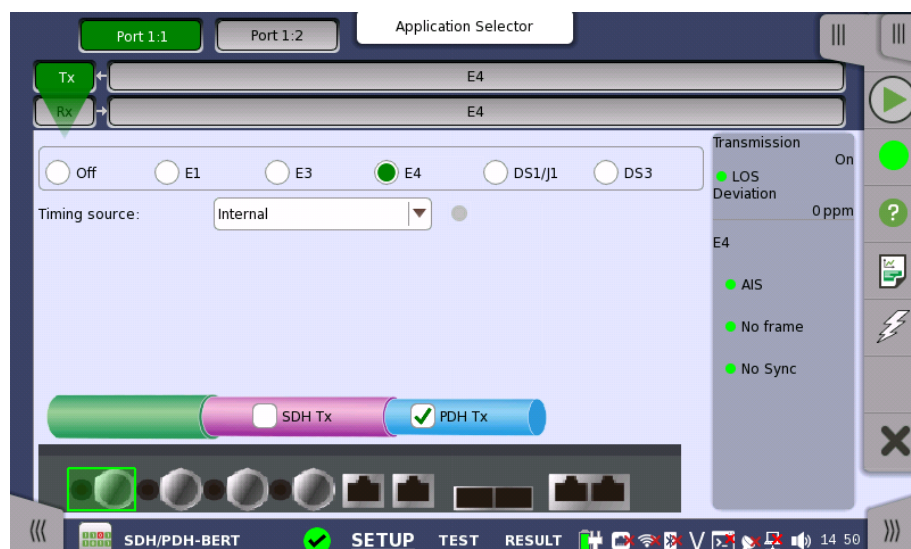 Port 1:1 Port 1:2 Application Selector
Tx E4
Rx E4
Off E1 E3 E4 DS1/J1 DS3
Timing source: Internal
Transmission
On
LOS
Deviation
0 ppm
E4
AIS
No frame
No Sync
SDH Tx PDH Tx
SDH/PDH-BERT SETUP TEST RESULT 14 50